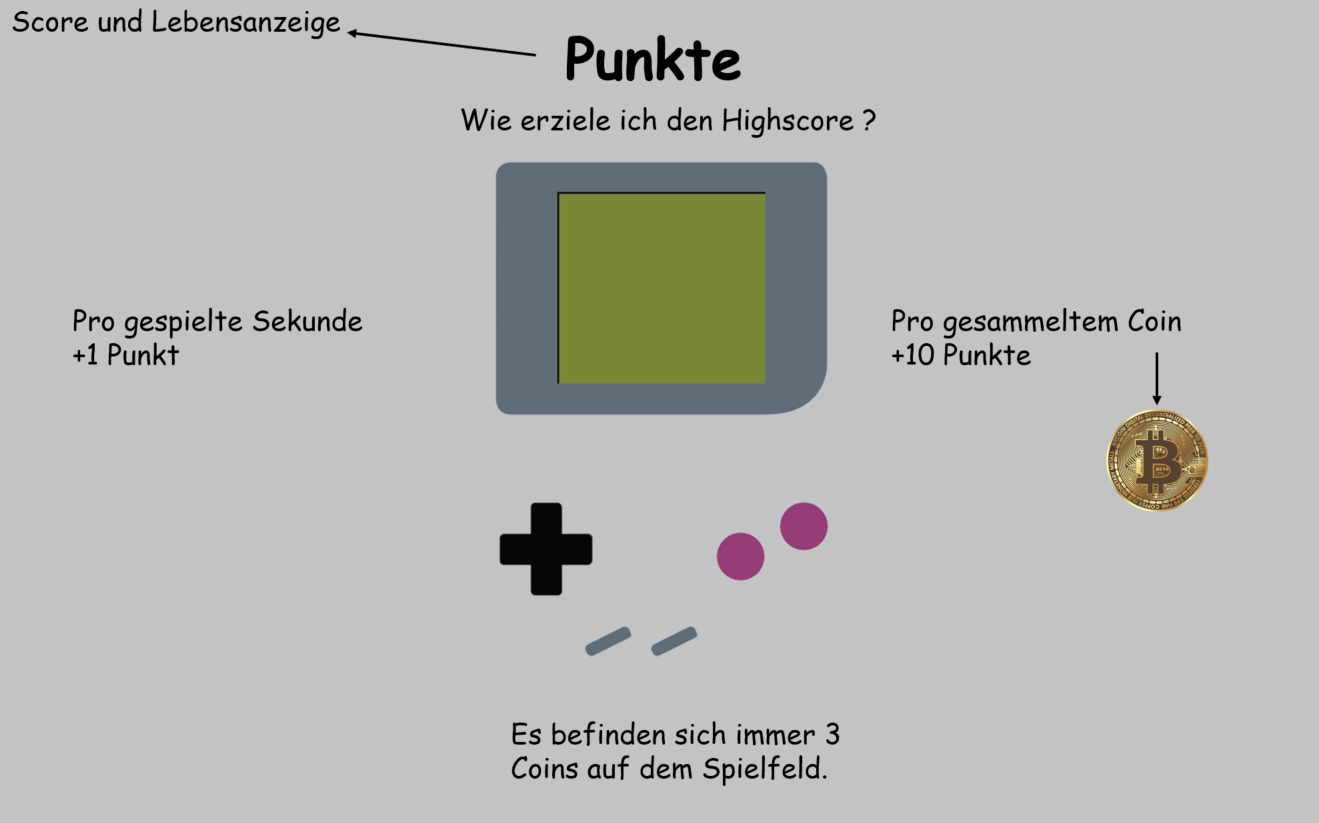 Score und Lebensanzeige
Punkte
Wie erziele ich den Highscore ?
Pro gespielte Sekunde
+1 Punkt
Pro gesammeltem Coin
+10 Punkte
Es befinden sich immer 3
Coins auf dem Spielfeld.